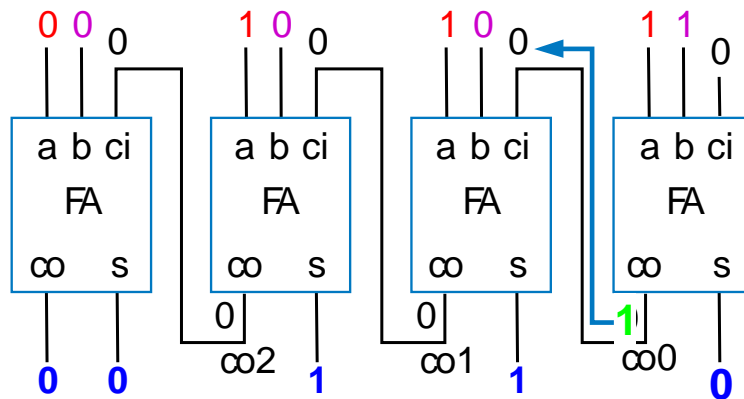 0 0 0 1 0 0 1 0 0 1 1 0
a b ci a b ci a b ci a b ci
FA FA FA FA
co s co s co s co s
0 0 1
co2 co1 co0
0 0 1 1 0